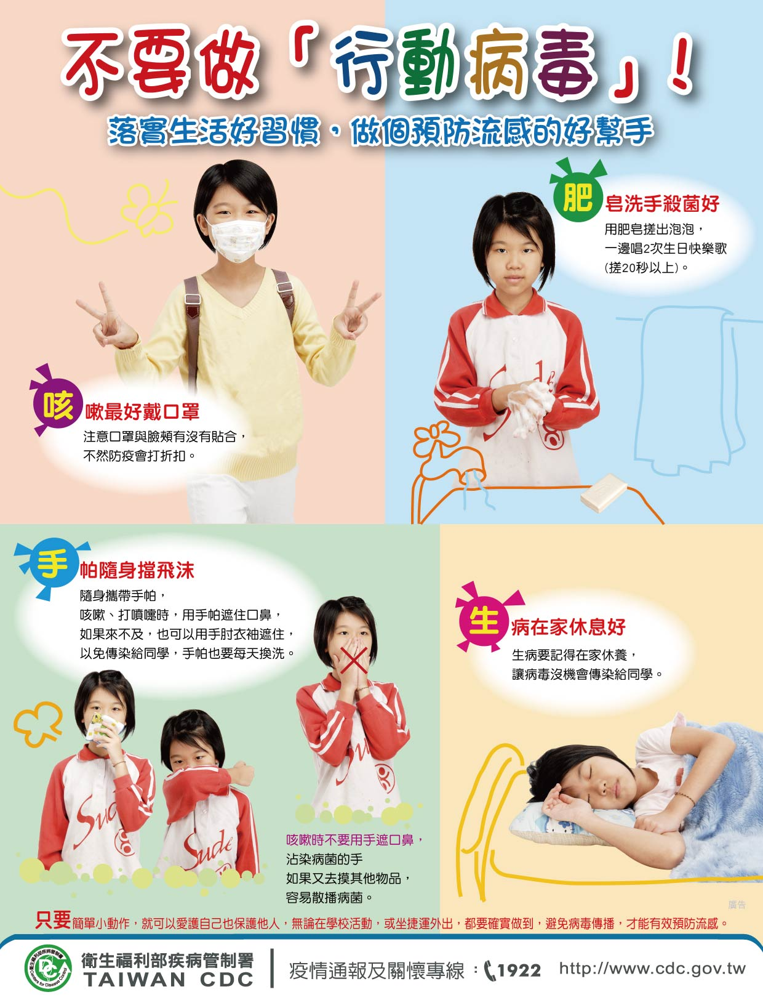 不要做「行動病毒」！
落實生活好習慣，做個預防流感的好幫手
咳嗽最好戴口罩
注意口罩與臉頰有沒有貼合，
不然防疫會打折扣。
肥皂洗手殺菌好
用肥皂搓出泡泡，
一邊唱2次生日快樂歌
(搓20秒以上)。
手帕隨身擋飛沫
隨身攜帶手帕，
咳嗽、打噴嚏時，用手帕遮住口鼻，
如果來不及，也可以用手肘衣袖遮住，
以免傳染給同學，手帕也要每天換洗。
咳嗽時不要用手遮口鼻，
沾染病菌的手
如果又去摸其他物品，
容易散播病菌。
生病在家休息好
生病要記得在家休養，
讓病毒沒機會傳染給同學。
廣告
只要簡單小動作，就可以愛護自己也保護他人，無論在學校活動，或坐捷運外出，都要確實做到，避免病毒傳播，才能有效預防流感。
衛生福利部疾病管制署
TAIWAN CDC
疫情通報及關懷專線：1922
http://www.cdc.gov.tw